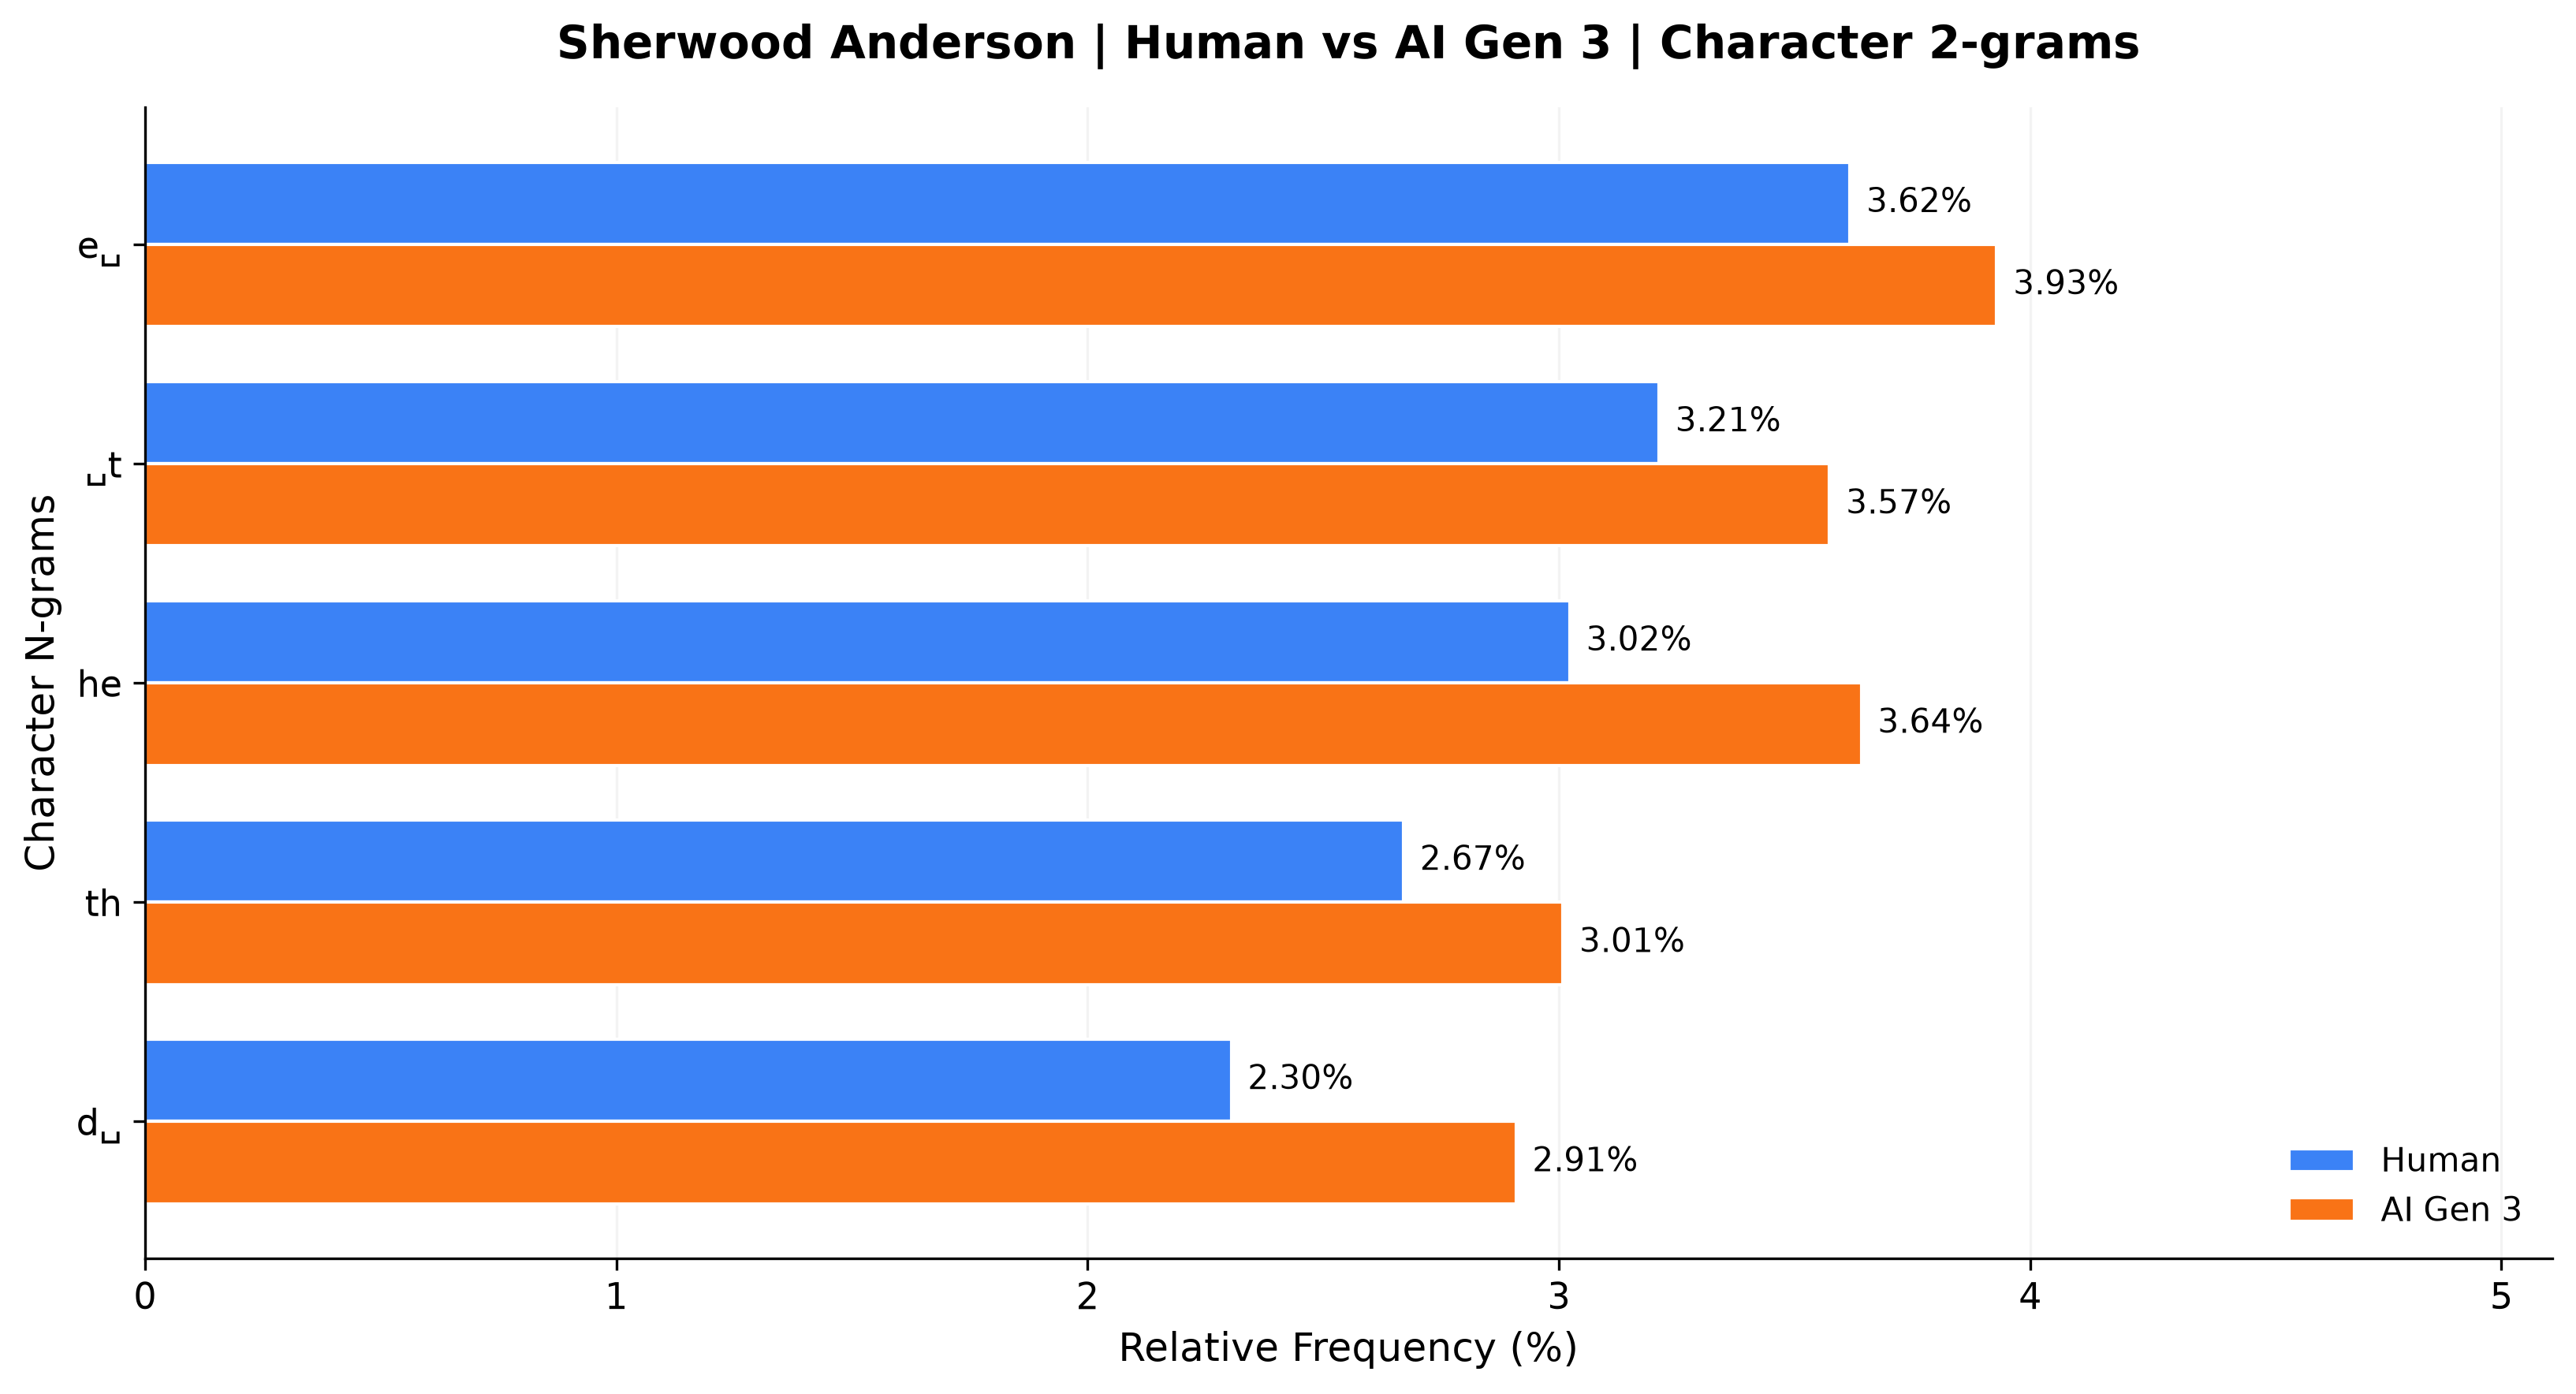 Sherwood Anderson | Human vs AI Gen 3 | Character 2-grams
Character N-grams
e␣
3.62%
3.93%
␣t
3.21%
3.57%
he
3.02%
3.64%
th
2.67%
3.01%
d␣
2.30%
2.91%
Human
AI Gen 3
0 1 2 3 4 5
Relative Frequency (%)